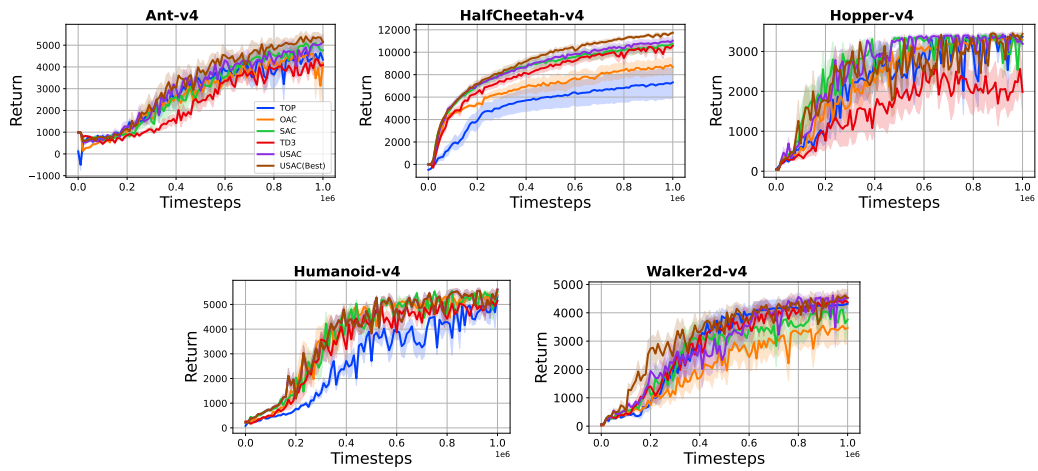 Ant-v4
HalfCheetah-v4
Hopper-v4
Return
5000
4000
3000
2000
1000
0
−1000
TOP
OAC
SAC
TD3
USAC
USAC(Best)
0.0 0.2 0.4 0.6 0.8 1.0
1e6
Timesteps
Return
12000
10000
8000
6000
4000
2000
0
0.0 0.2 0.4 0.6 0.8 1.0
1e6
Timesteps
Return
3000
2000
1000
0
0.0 0.2 0.4 0.6 0.8 1.0
1e6
Timesteps
Humanoid-v4
Walker2d-v4
Return
5000
4000
3000
2000
1000
0
0.0 0.2 0.4 0.6 0.8 1.0
1e6
Timesteps
Return
5000
4000
3000
2000
1000
0
0.0 0.2 0.4 0.6 0.8 1.0
1e6
Timesteps